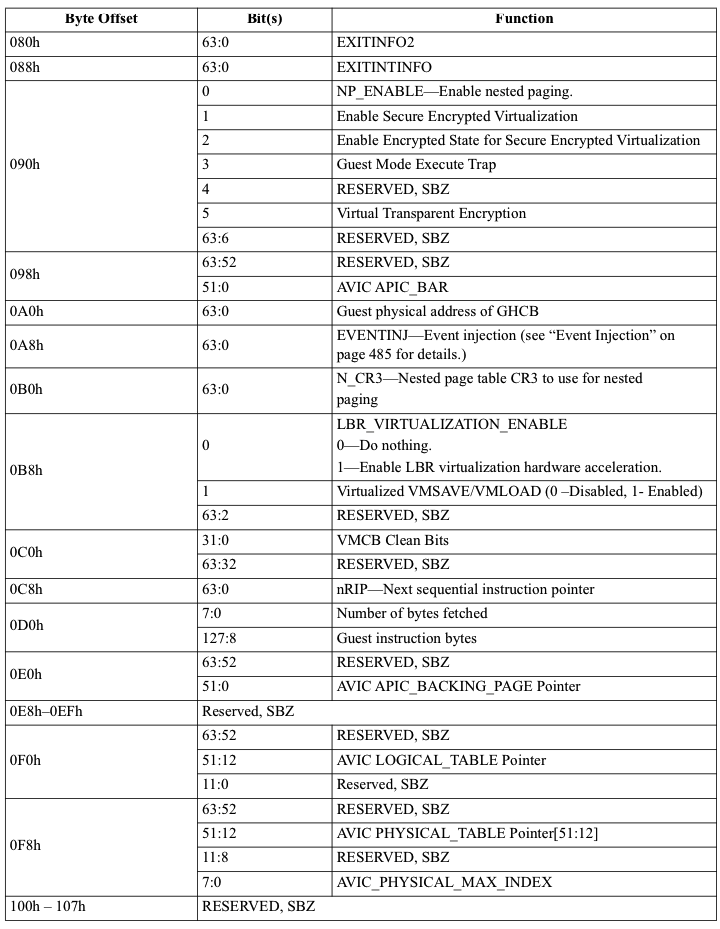 Byte Offset Bit(s) Function
080h 63:0 EXITINFO2
088h 63:0 EXITINTINFO
090h
0 NP_ENABLE—Enable nested paging.
1 Enable Secure Encrypted Virtualization
2 Enable Encrypted State for Secure Encrypted Virtualization
3 Guest Mode Execute Trap
4 RESERVED, SBZ
5 Virtual Transparent Encryption
63:6 RESERVED, SBZ
098h
63:52 RESERVED, SBZ
51:0 AVIC APIC_BAR
0A0h 63:0 Guest physical address of GHCB
0A8h 63:0 EVENTINJ—Event injection (see “Event Injection” on
page 485 for details.)
0B0h 63:0 N_CR3—Nested page table CR3 to use for nested
paging
0B8h
0 LBR_VIRTUALIZATION_ENABLE
0—Do nothing.
1—Enable LBR virtualization hardware acceleration.
1 Virtualized VMSAVE/VMLOAD (0 –Disabled, 1- Enabled)
63:2 RESERVED, SBZ
0C0h
31:0 VMCB Clean Bits
63:32 RESERVED, SBZ
0C8h 63:0 nRIP—Next sequential instruction pointer
0D0h
7:0 Number of bytes fetched
127:8 Guest instruction bytes
0E0h
63:52 RESERVED, SBZ
51:0 AVIC APIC_BACKING_PAGE Pointer
0E8h–0EFh Reserved, SBZ
0F0h
63:52 RESERVED, SBZ
51:12 AVIC LOGICAL_TABLE Pointer
11:0 Reserved, SBZ
0F8h
63:52 RESERVED, SBZ
51:12 AVIC PHYSICAL_TABLE Pointer[51:12]
11:8 RESERVED, SBZ
7:0 AVIC_PHYSICAL_MAX_INDEX
100h – 107h RESERVED, SBZ